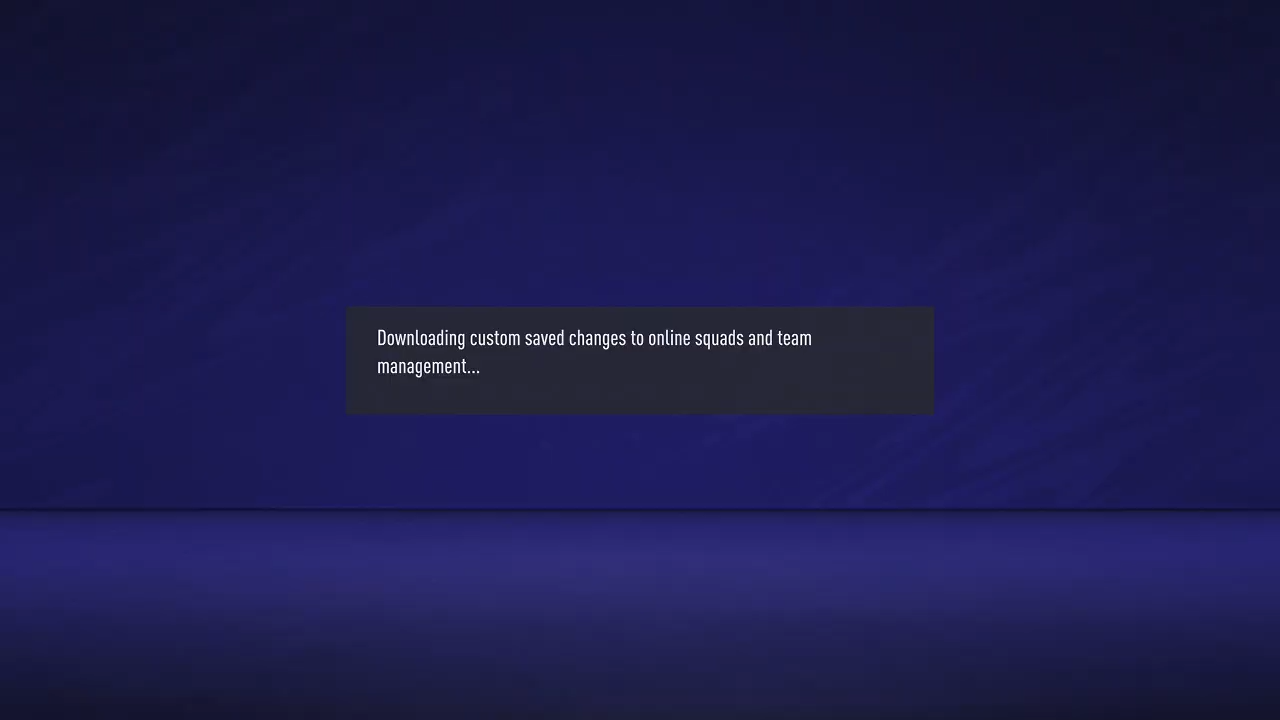 Downloading custom saved changes to online squads and team
management...